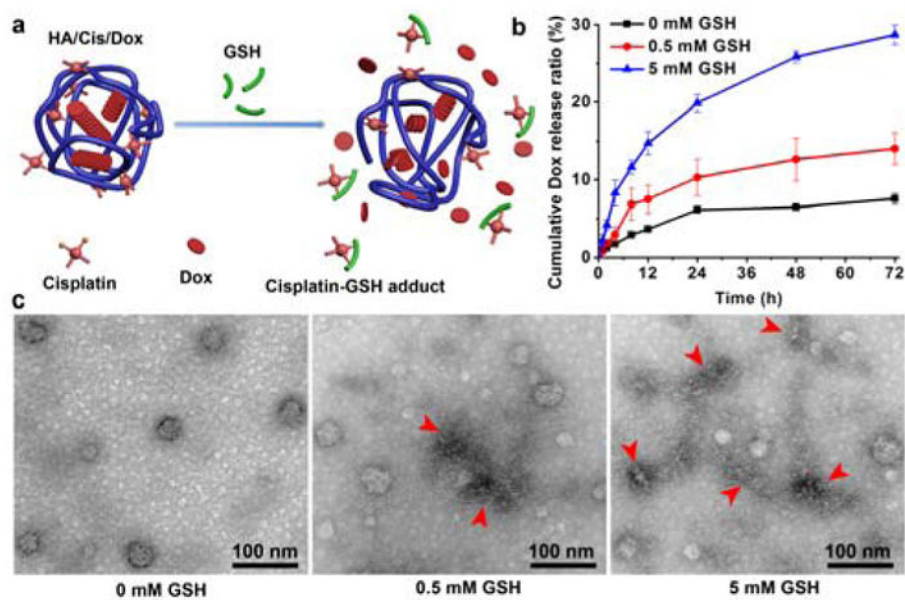 a
HA/Cis/Dox
GSH
Cisplatin
Dox
Cisplatin-GSH adduct
b
Cumulative Dox release ratio (%)
30
20
10
0
0 mM GSH
0.5 mM GSH
5 mM GSH
0 12 24 36 48 60 72
Time (h)
c
100 nm
100 nm
100 nm
0 mM GSH
0.5 mM GSH
5 mM GSH